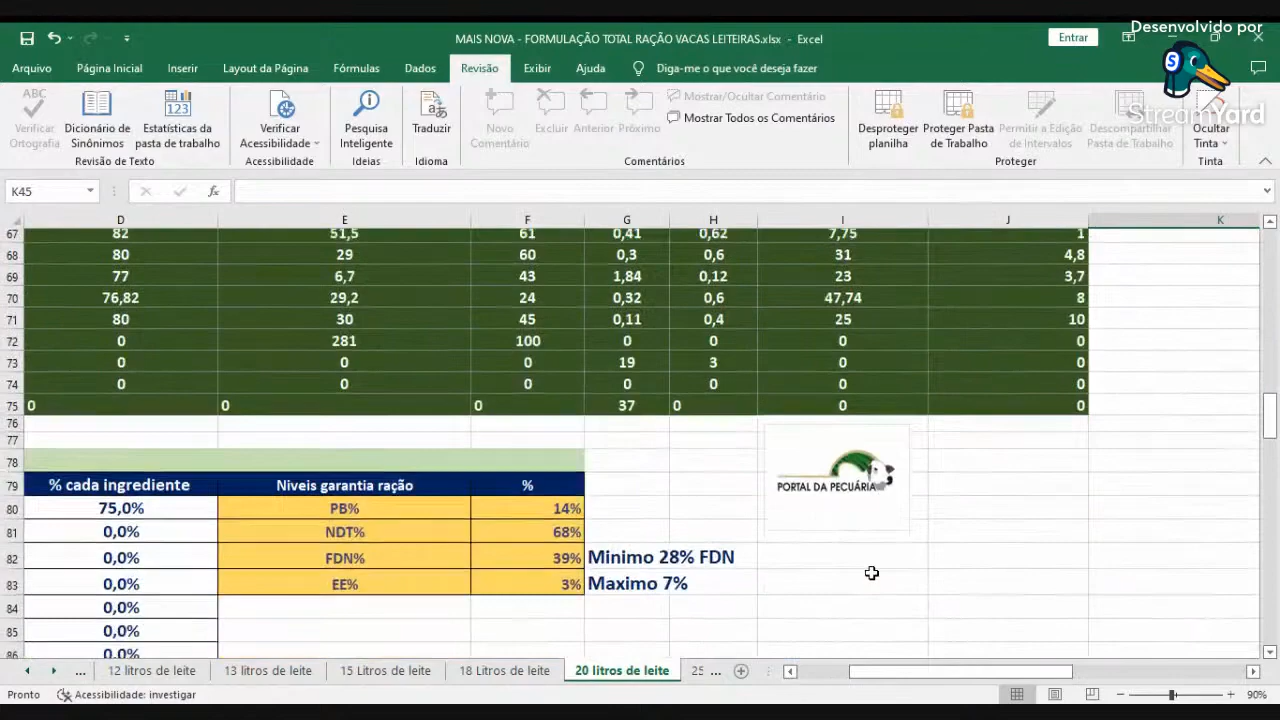 Desenvolvido por
StreamYard
MAIS NOVA - FORMULAÇÃO TOTAL RAÇÃO VACAS LEITEIRAS.xlsx - Excel
Entrar
Arquivo Página Inicial Inserir Layout da Página Fórmulas Dados Revisão Exibir Ajuda Diga-me o que você deseja fazer
Verificar Ortografia
Dicionário de Sinônimos
Estatísticas da pasta de trabalho
Revisão de Texto
Verificar Acessibilidade
Acessibilidade
Pesquisa Inteligente
Ideias
Traduzir
Idioma
Novo Comentário
Excluir
Anterior
Próximo
Mostrar/Ocultar Comentário
Mostrar Todos os Comentários
Comentários
Desproteger planilha
Proteger Pasta de Trabalho
Permitir a Edição de Intervalos
Descompartilhar Pasta de Trabalho
Proteger
Ocultar Tinta
Tinta
K45 fx
D E F G H I J K
67 82 51,5 61 0,41 0,62 7,75 1
68 80 29 60 0,3 0,6 31 4,8
69 77 6,7 43 1,84 0,12 23 3,7
70 76,82 29,2 24 0,32 0,6 47,74 8
71 80 30 45 0,11 0,4 25 10
72 0 281 100 0 0 0 0
73 0 0 0 19 3 0 0
74 0 0 0 0 0 0 0
75 0 0 0 37 0 0 0
76
77
78
PORTAL DA PECUÁRIA
79 % cada ingrediente Niveis garantia ração %
80 75,0% PB% 14%
81 0,0% NDT% 68%
82 0,0% FDN% 39% Minimo 28% FDN
83 0,0% EE% 3% Maximo 7%
84 0,0%
85 0,0%
86 0,0%
... 12 litros de leite 13 litros de leite 15 Litros de leite 18 Litros de leite 20 litros de leite 25 ...
Pronto Acessibilidade: investigar 90%